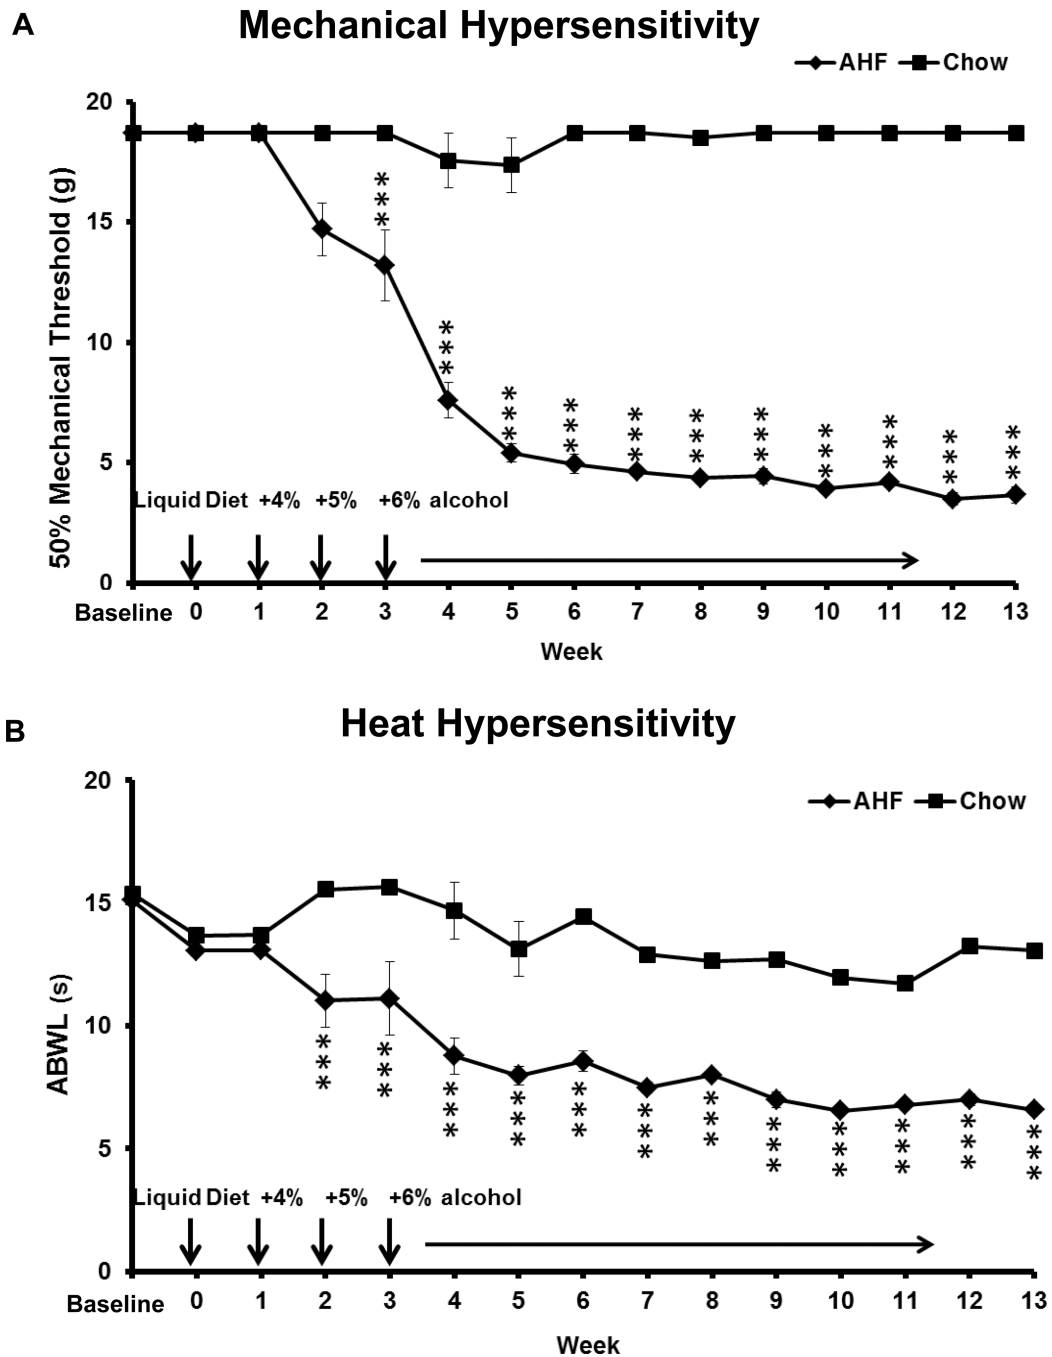 A
Mechanical Hypersensitivity
AHF Chow
20
15
10
5
0
50% Mechanical Threshold (g)
***
***
***
***
***
***
***
***
***
***
***
Liquid Diet +4% +5% +6% alcohol
Baseline 0 1 2 3 4 5 6 7 8 9 10 11 12 13
Week
B
Heat Hypersensitivity
AHF Chow
20
15
10
5
0
ABWL (s)
***
***
***
***
***
***
***
***
***
***
***
***
Liquid Diet +4% +5% +6% alcohol
Baseline 0 1 2 3 4 5 6 7 8 9 10 11 12 13
Week